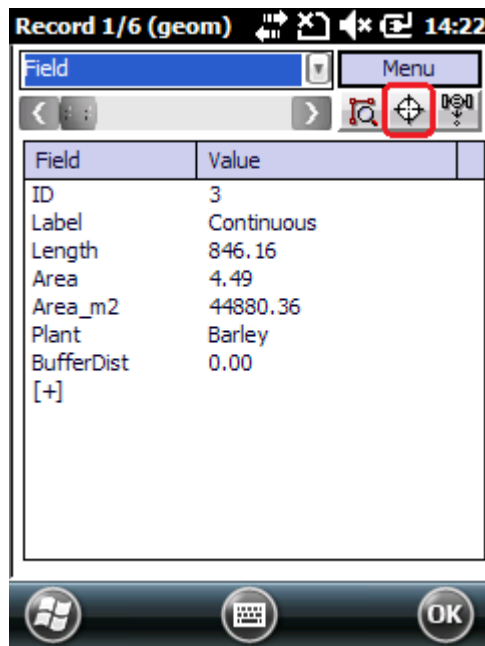 Record 1/6 (geom) 14:22
Field Menu
Field Value
ID 3
Label Continuous
Length 846.16
Area 4.49
Area_m2 44880.36
Plant Barley
BufferDist 0.00
[+]
OK